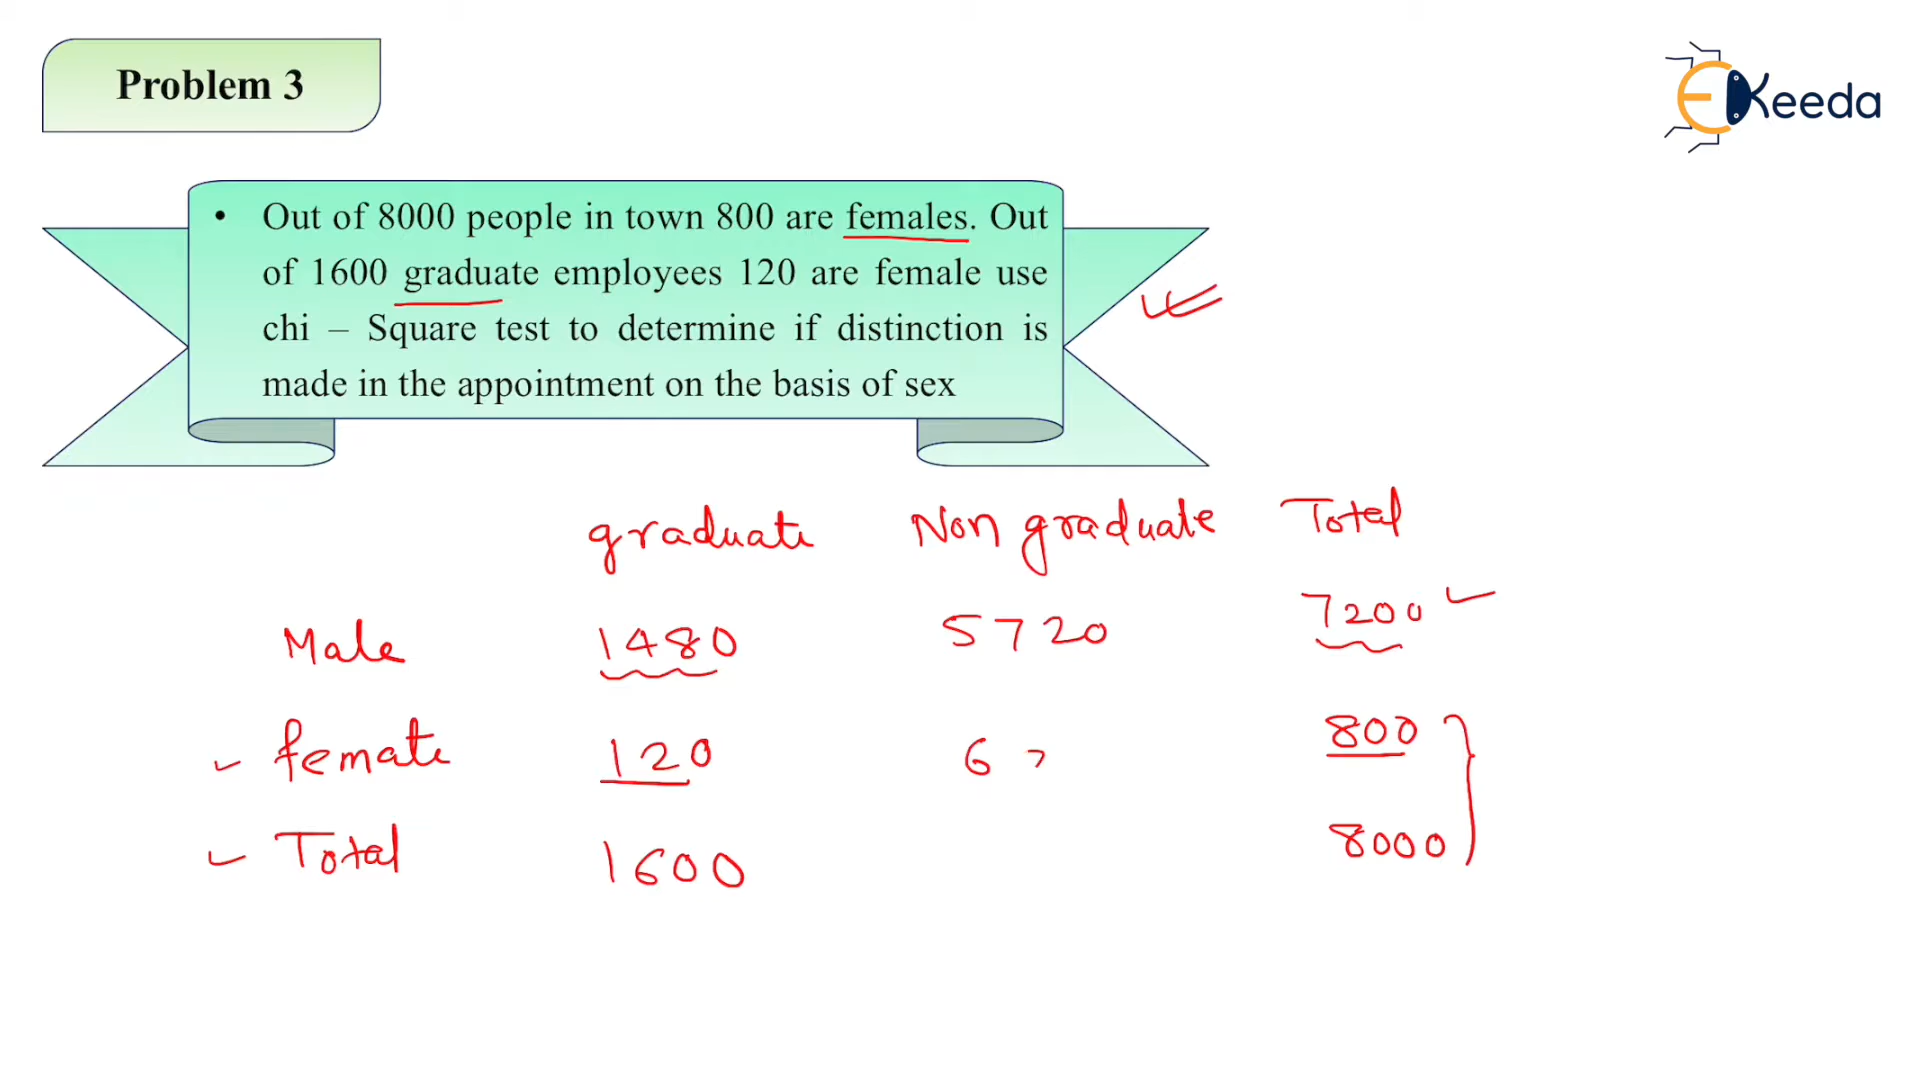 Problem 3
EKeeda
• Out of 8000 people in town 800 are females. Out
of 1600 graduate employees 120 are female use
chi – Square test to determine if distinction is
made in the appointment on the basis of sex
graduate Non graduate Total
Male 1480 5720 7200
female 120 6 800
Total 1600 8000